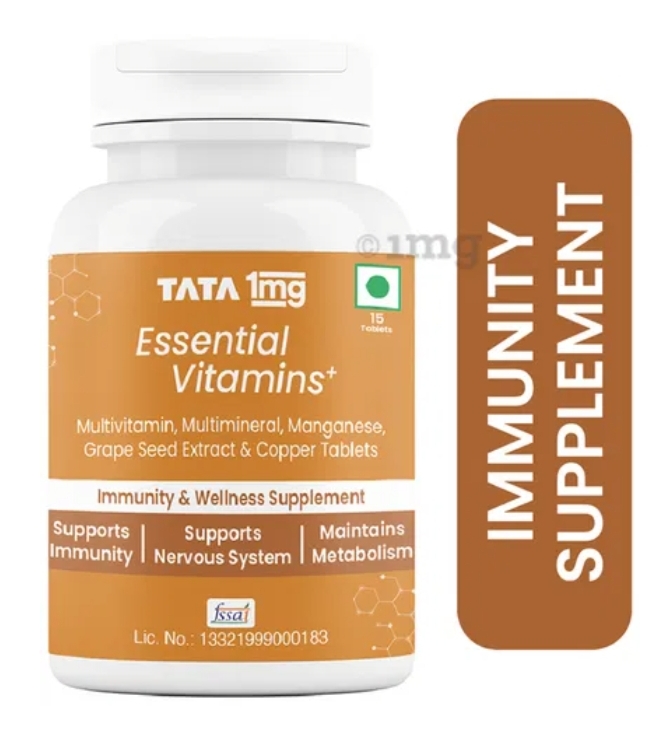 ©1mg
TATA 1mg
15
Tablets
Essential
Vitamins+
Multivitamin, Multimineral, Manganese,
Grape Seed Extract & Copper Tablets
Immunity & Wellness Supplement
Supports
Immunity
Supports
Nervous System
Maintains
Metabolism
fssai
Lic. No.: 13321999000183
IMMUNITY
SUPPLEMENT